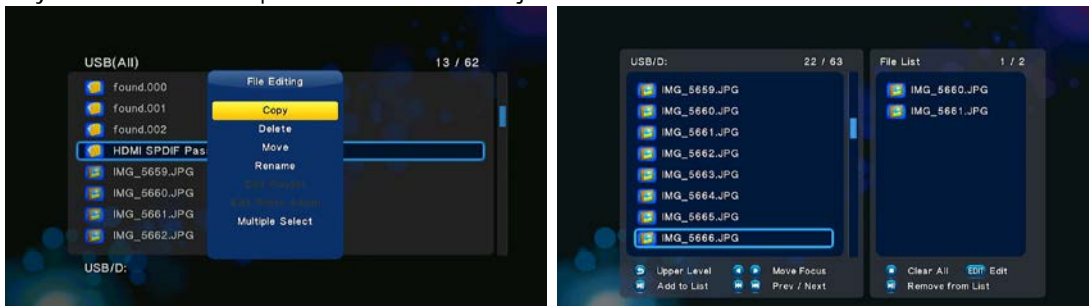 USB(All) 13 / 62
found.000
found.001
found.002
HDMI SPDIF Pas
IMG_5659.JPG
IMG_5660.JPG
IMG_5661.JPG
IMG_5662.JPG
USB/D:
File Editing
Copy
Delete
Move
Rename
Multiple Select
USB/D: 22 / 63
IMG_5659.JPG
IMG_5660.JPG
IMG_5661.JPG
IMG_5662.JPG
IMG_5663.JPG
IMG_5664.JPG
IMG_5665.JPG
IMG_5666.JPG
Upper Level Move Focus
Add to List Prev / Next
File List 1 / 2
IMG_5660.JPG
IMG_5661.JPG
Clear All EDIT Edit
Remove from List